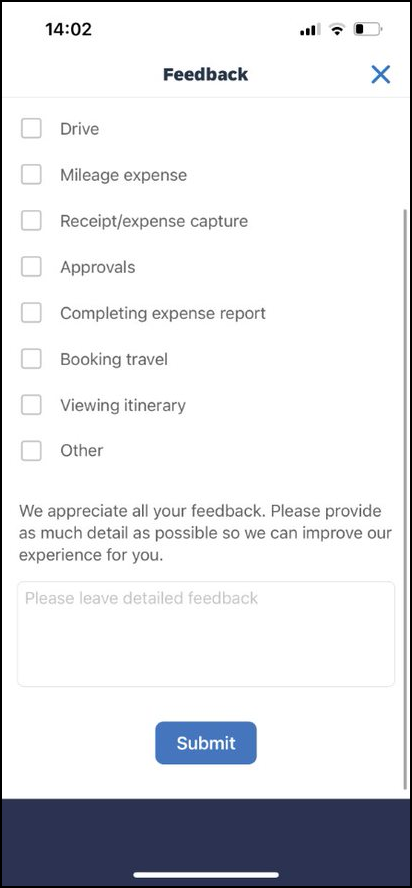 14:02
Feedback
Drive
Mileage expense
Receipt/expense capture
Approvals
Completing expense report
Booking travel
Viewing itinerary
Other
We appreciate all your feedback. Please provide
as much detail as possible so we can improve our
experience for you.
Please leave detailed feedback
Submit